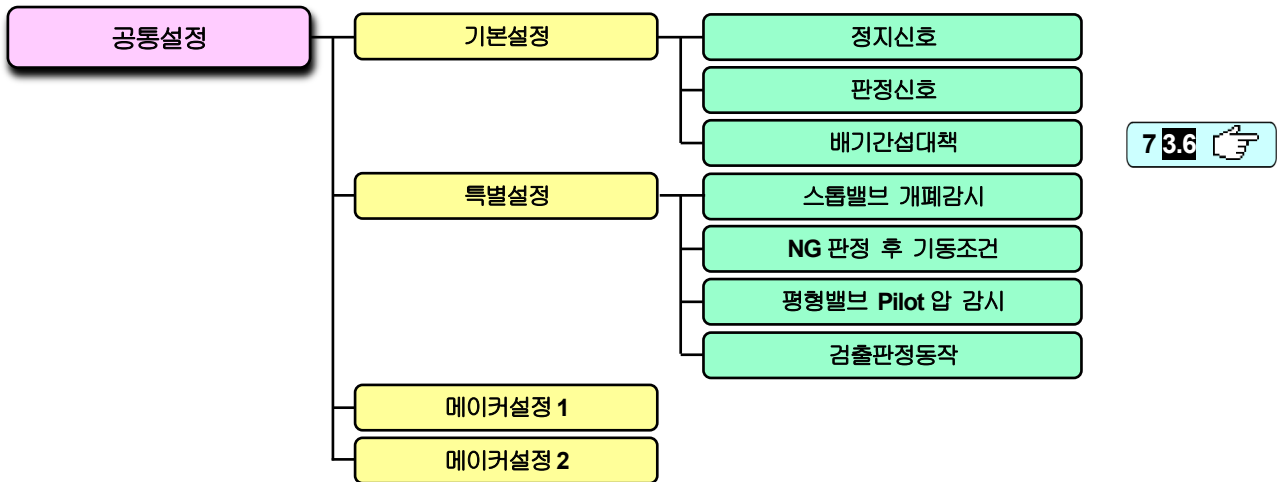 공통설정
기본설정
정지신호
판정신호
배기간섭대책
7 3.6
특별설정
스톱밸브 개폐감시
NG 판정 후 기동조건
평형밸브 Pilot 압 감시
검출판정동작
메이커설정 1
메이커설정 2